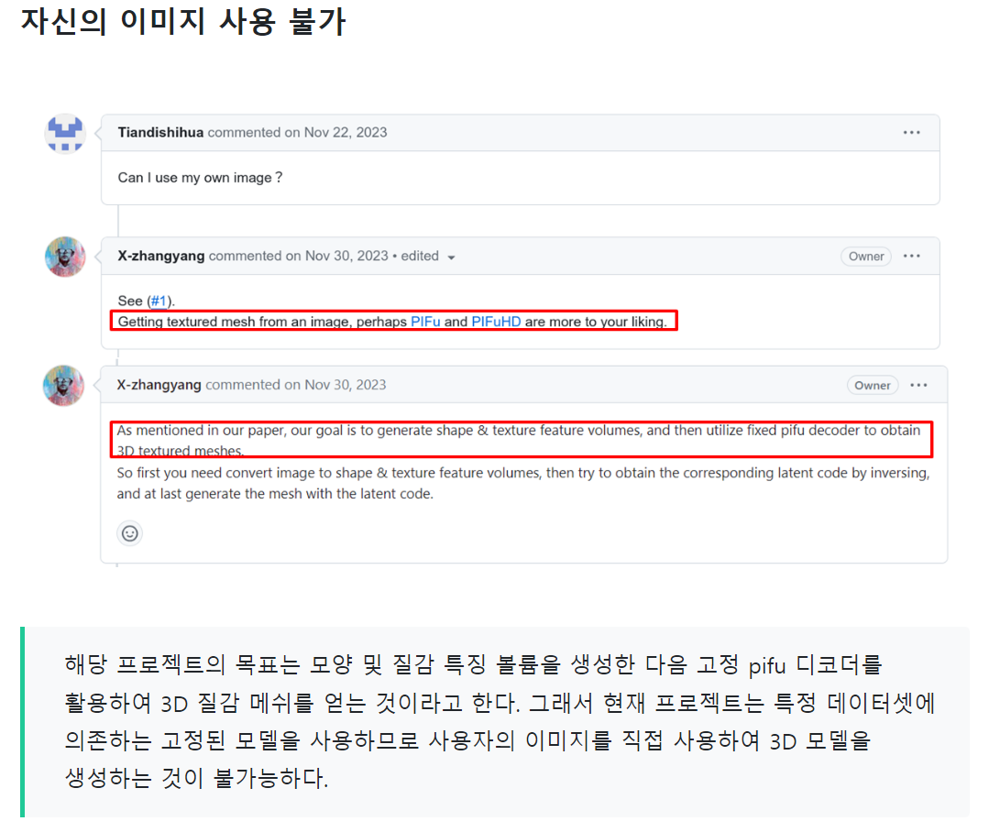 자신의 이미지 사용 불가
Tiandishihua commented on Nov 22, 2023
Can I use my own image ?
X-zhangyang commented on Nov 30, 2023 • edited
Owner
See (#1).
Getting textured mesh from an image, perhaps PIFu and PIFuHD are more to your liking.
X-zhangyang commented on Nov 30, 2023
Owner
As mentioned in our paper, our goal is to generate shape & texture feature volumes, and then utilize fixed pifu decoder to obtain
3D textured meshes.
So first you need convert image to shape & texture feature volumes, then try to obtain the corresponding latent code by inversing,
and at last generate the mesh with the latent code.
해당 프로젝트의 목표는 모양 및 질감 특징 볼륨을 생성한 다음 고정 pifu 디코더를
활용하여 3D 질감 메쉬를 얻는 것이라고 한다. 그래서 현재 프로젝트는 특정 데이터셋에
의존하는 고정된 모델을 사용하므로 사용자의 이미지를 직접 사용하여 3D 모델을
생성하는 것이 불가능하다.